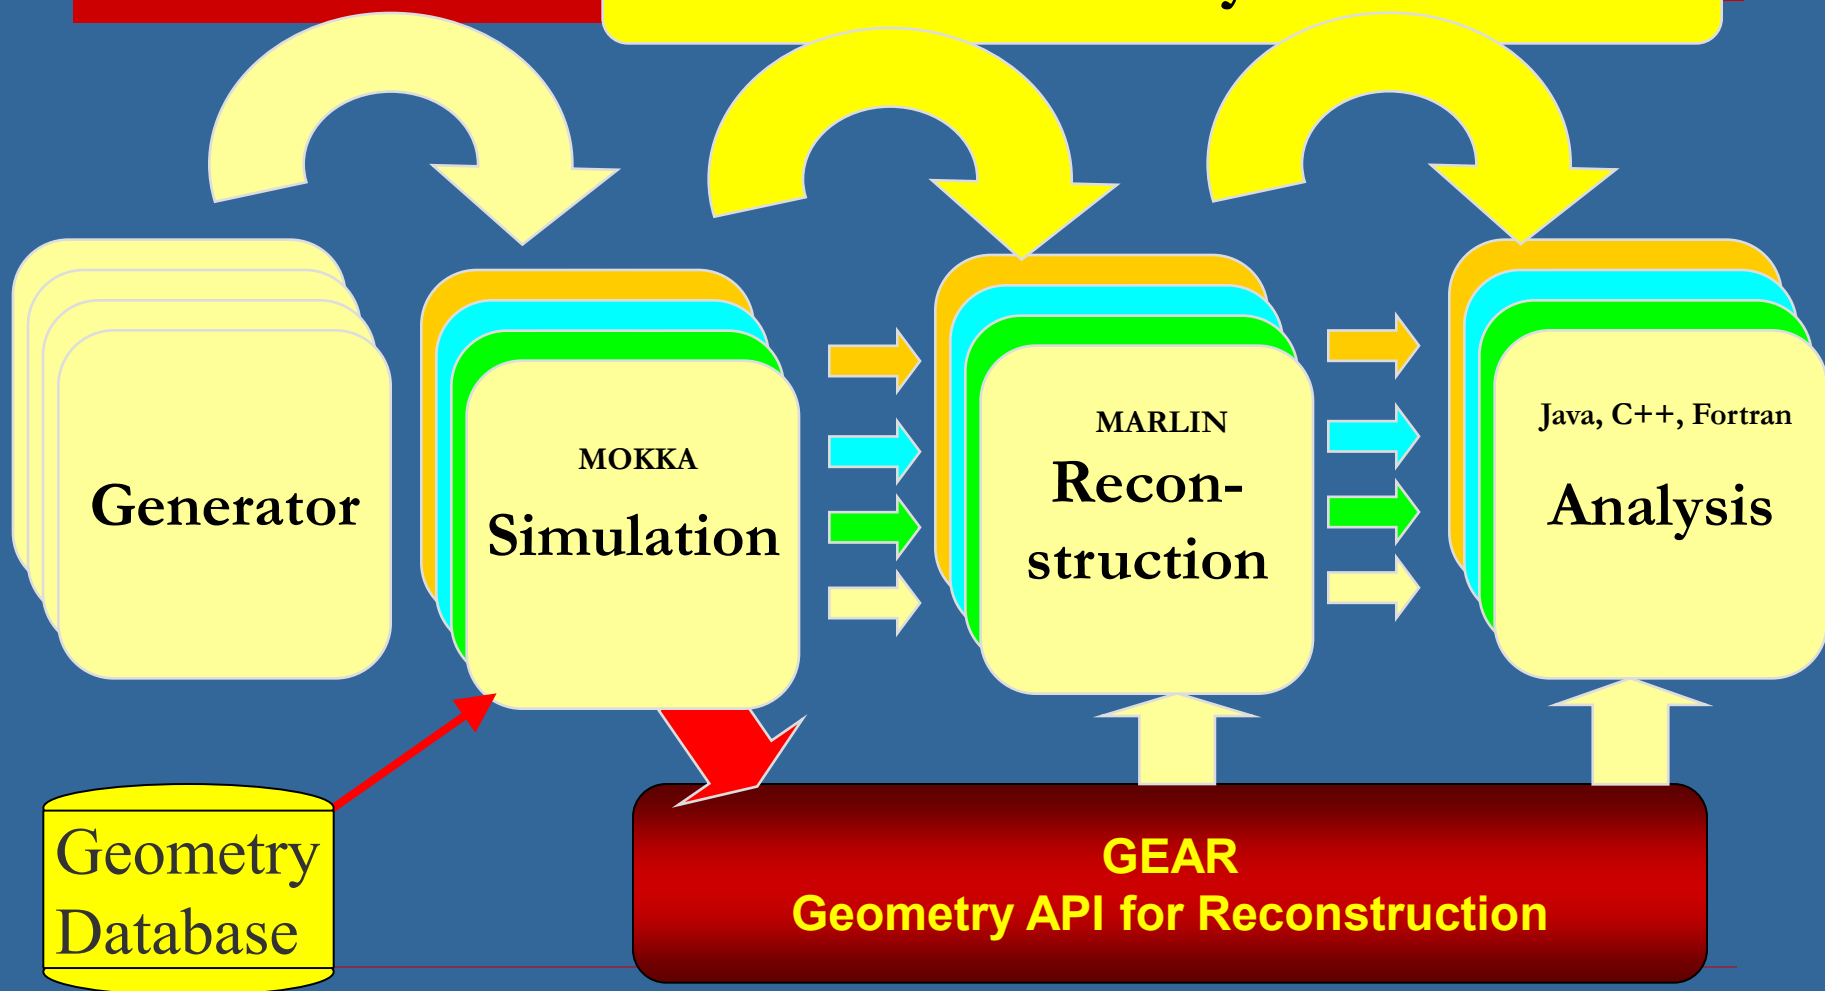 Generator
MOKKA
Simulation
MARLIN
Recon-
struction
Java, C++, Fortran
Analysis
Geometry
Database
GEAR
Geometry API for Reconstruction